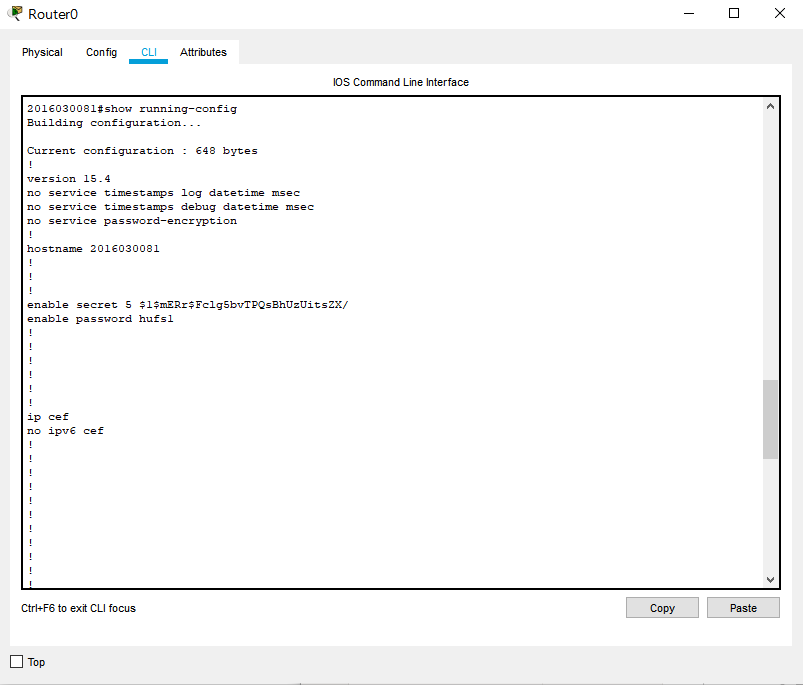 Router0
Physical Config CLI Attributes
IOS Command Line Interface
2016030081#show running-config
Building configuration...
Current configuration : 648 bytes
!
version 15.4
no service timestamps log datetime msec
no service timestamps debug datetime msec
no service password-encryption
!
hostname 2016030081
!
!
!
enable secret 5 $1$mERr$Fclg5bvTPQsBhUzUitsZX/
enable password hufs1
!
!
!
!
!
!
ip cef
no ipv6 cef
!
!
!
!
!
!
!
!
!
!
!
Ctrl+F6 to exit CLI focus
Copy
Paste
Top